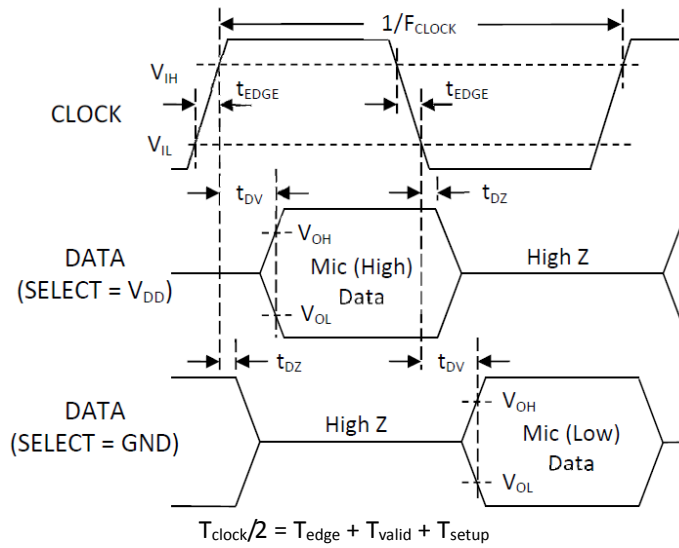 1/FCLOCK
VIH
tEDGE
tEDGE
CLOCK
VIL
tDV
tDZ
VOH
DATA
(SELECT = VDD)
Mic (High)
Data
High Z
VOL
tDZ
tDV
DATA
(SELECT = GND)
High Z
VOH
Mic (Low)
Data
VOL
Tclock/2 = Tedge + Tvalid + Tsetup